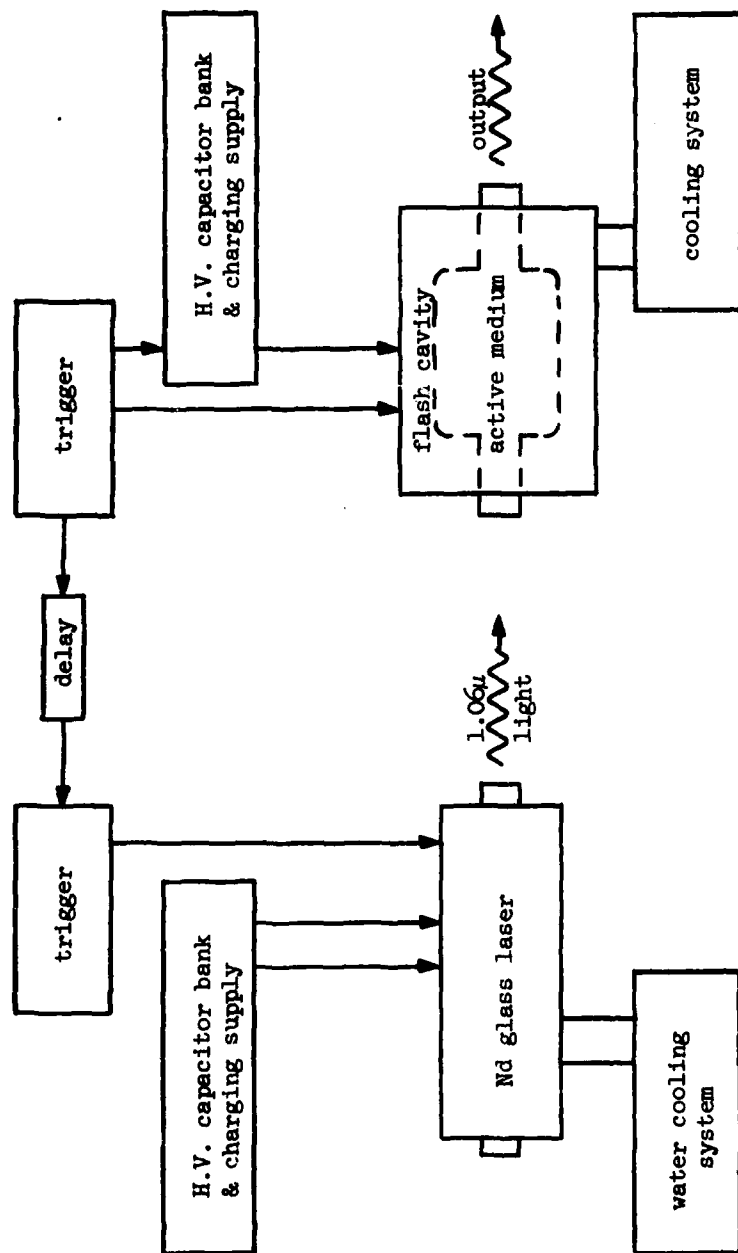 trigger
delay
trigger
H.V. capacitor bank
& charging supply
H.V. capacitor bank
& charging supply
Nd glass laser
1.06μ
light
flash cavity
active medium
output
water cooling
system
cooling system